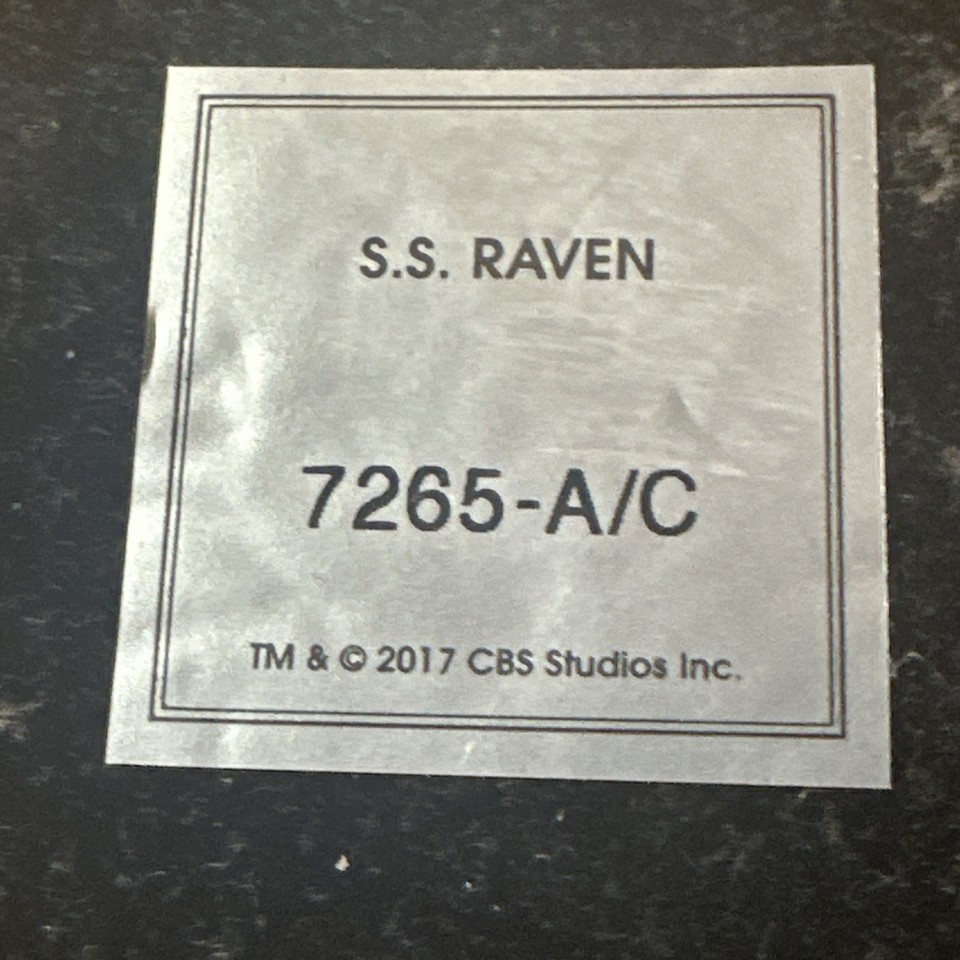 S.S. RAVEN
7265-A/C
TM & © 2017 CBS Studios Inc.